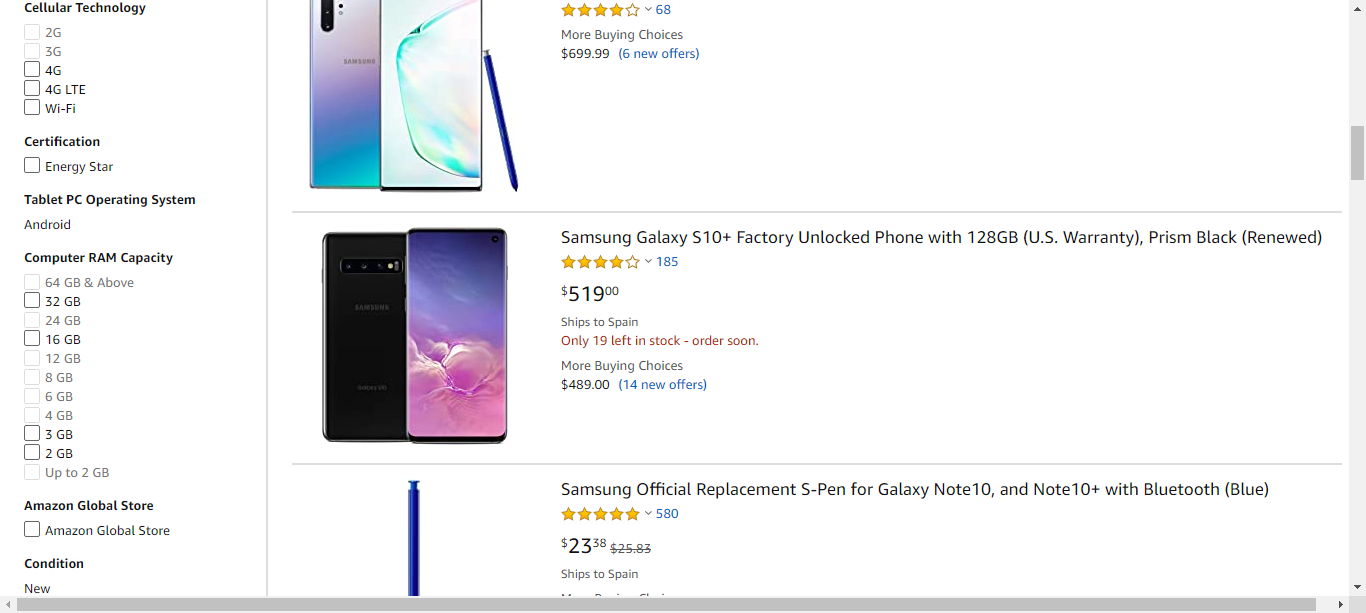 Cellular Technology
2G
3G
4G
4G LTE
Wi-Fi
Certification
Energy Star
Tablet PC Operating System
Android
Computer RAM Capacity
64 GB & Above
32 GB
24 GB
16 GB
12 GB
8 GB
6 GB
4 GB
3 GB
2 GB
Up to 2 GB
Amazon Global Store
Amazon Global Store
Condition
New
SAMSUNG
68
More Buying Choices
$699.99 (6 new offers)
SAMSUNG
Samsung Galaxy S10+ Factory Unlocked Phone with 128GB (U.S. Warranty), Prism Black (Renewed)
185
$519.00
Ships to Spain
Only 19 left in stock - order soon.
More Buying Choices
$489.00 (14 new offers)
Samsung Official Replacement S-Pen for Galaxy Note10, and Note10+ with Bluetooth (Blue)
580
$23.38 $25.83
Ships to Spain